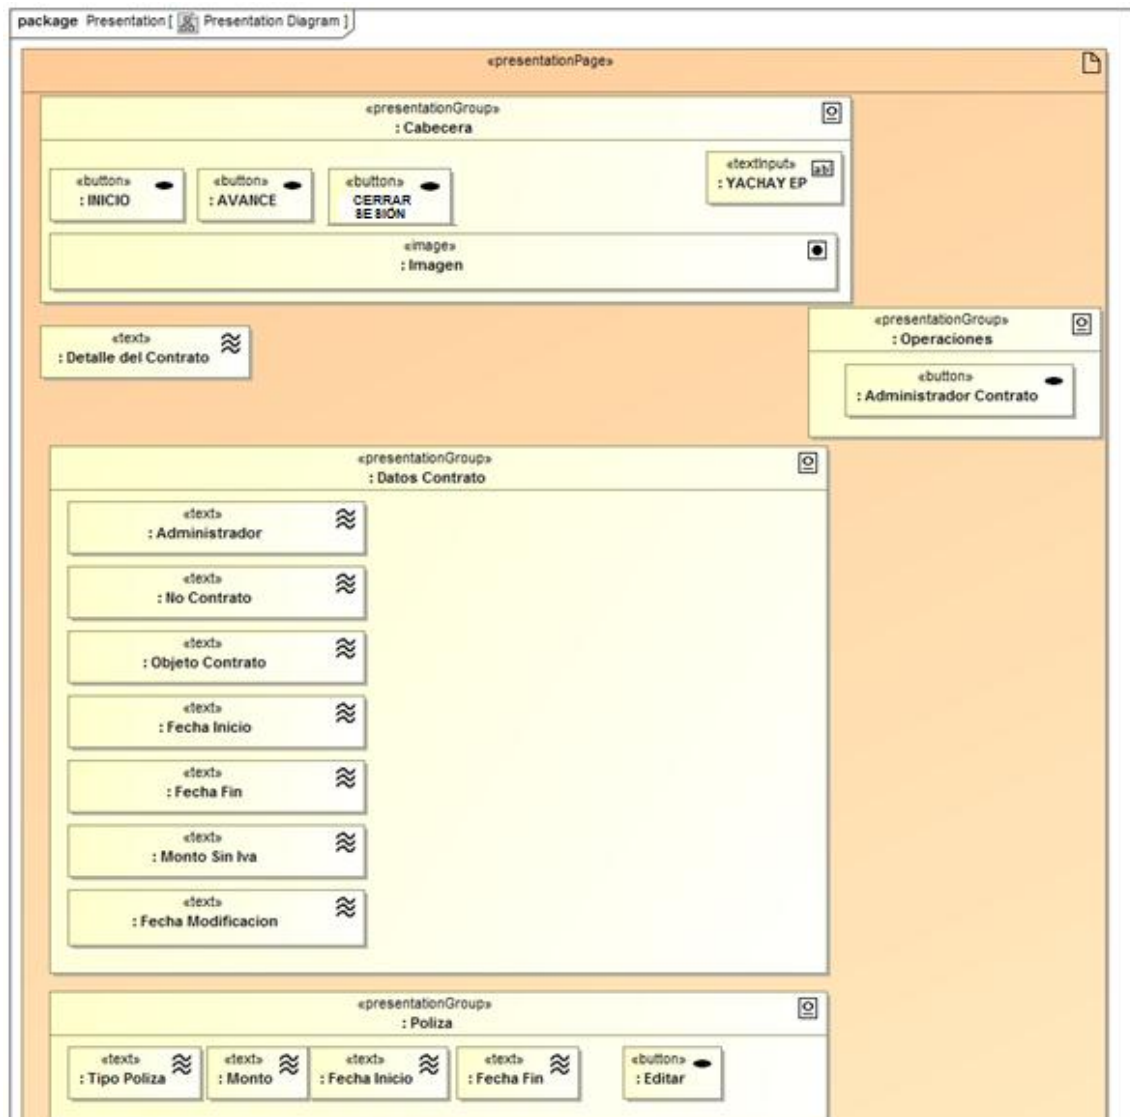 package Presentation [ Presentation Diagram ]
«presentationPage»
«presentationGroup»
: Cabecera
«button»
: INICIO
«button»
: AVANCE
«button»
CERRAR
SESIÓN
«textInput»
: YACHAY EP
abl
«image»
: Imagen
«text»
: Detalle del Contrato
«presentationGroup»
: Operaciones
«button»
: Administrador Contrato
«presentationGroup»
: Datos Contrato
«text»
: Administrador
«text»
: No Contrato
«text»
: Objeto Contrato
«text»
: Fecha Inicio
«text»
: Fecha Fin
«text»
: Monto Sin Iva
«text»
: Fecha Modificacion
«presentationGroup»
: Poliza
«text»
: Tipo Poliza
«text»
: Monto
«text»
: Fecha Inicio
«text»
: Fecha Fin
«button»
: Editar